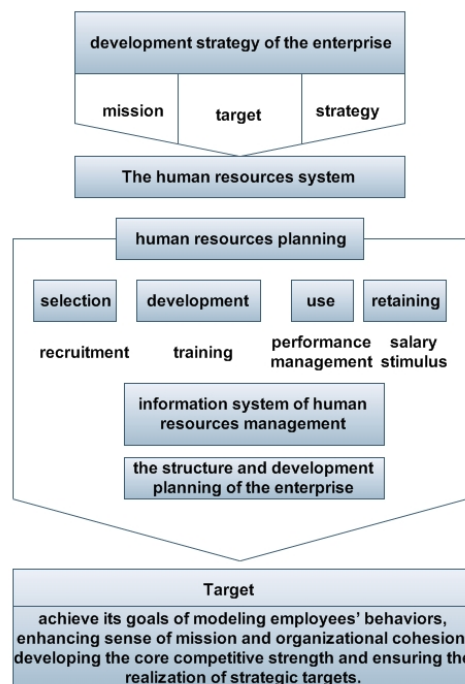 development strategy of the enterprise
mission
target
strategy
The human resources system
human resources planning
selection
development
use
retaining
recruitment
training
performance
management
salary
stimulus
information system of human
resources management
the structure and development
planning of the enterprise
Target
achieve its goals of modeling employees' behaviors,
enhancing sense of mission and organizational cohesion
developing the core competitive strength and ensuring the
realization of strategic targets.